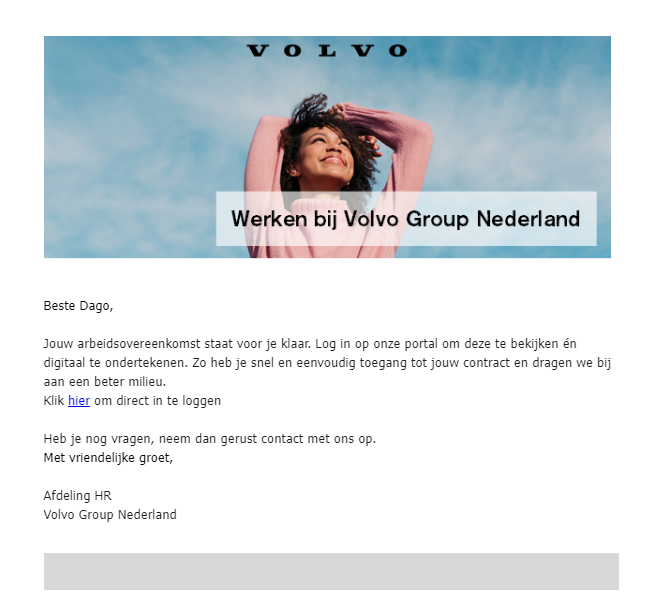 VOLVO
Werken bij Volvo Group Nederland
Beste Dago,
Jouw arbeidsovereenkomst staat voor je klaar. Log in op onze portal om deze te bekijken én
digitaal te ondertekenen. Zo heb je snel en eenvoudig toegang tot jouw contract en dragen we bij
aan een beter milieu.
Klik hier om direct in te loggen
Heb je nog vragen, neem dan gerust contact met ons op.
Met vriendelijke groet,
Afdeling HR
Volvo Group Nederland